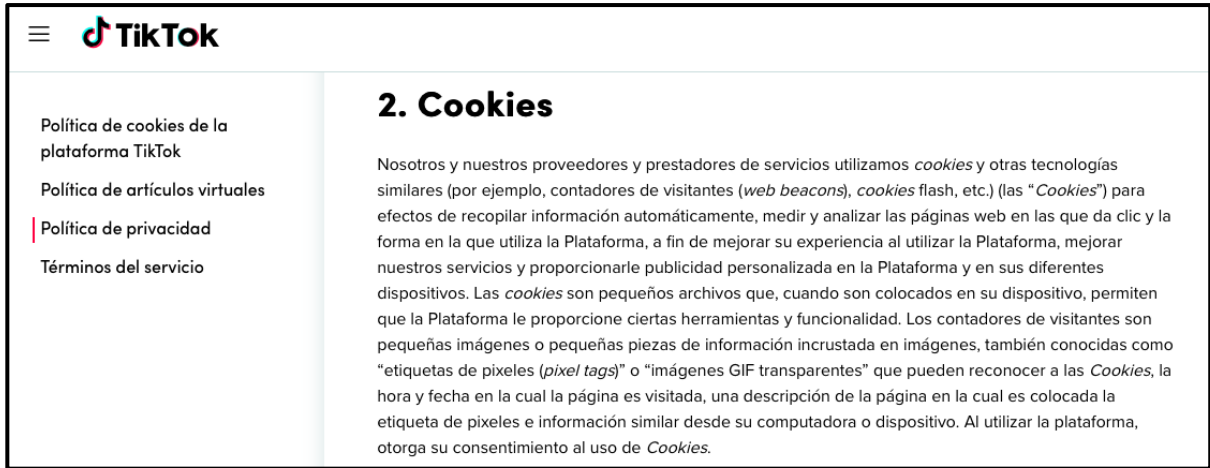 TikTok
Política de cookies de la
plataforma TikTok
Política de artículos virtuales
Política de privacidad
Términos del servicio
2. Cookies
Nosotros y nuestros proveedores y prestadores de servicios utilizamos cookies y otras tecnologías
similares (por ejemplo, contadores de visitantes (web beacons), cookies flash, etc.) (las “Cookies”) para
efectos de recopilar información automáticamente, medir y analizar las páginas web en las que da clic y la
forma en la que utiliza la Plataforma, a fin de mejorar su experiencia al utilizar la Plataforma, mejorar
nuestros servicios y proporcionarle publicidad personalizada en la Plataforma y en sus diferentes
dispositivos. Las cookies son pequeños archivos que, cuando son colocados en su dispositivo, permiten
que la Plataforma le proporcione ciertas herramientas y funcionalidad. Los contadores de visitantes son
pequeñas imágenes o pequeñas piezas de información incrustada en imágenes, también conocidas como
“etiquetas de pixeles (pixel tags)” o “imágenes GIF transparentes” que pueden reconocer a las Cookies, la
hora y fecha en la cual la página es visitada, una descripción de la página en la cual es colocada la
etiqueta de pixeles e información similar desde su computadora o dispositivo. Al utilizar la plataforma,
otorga su consentimiento al uso de Cookies.